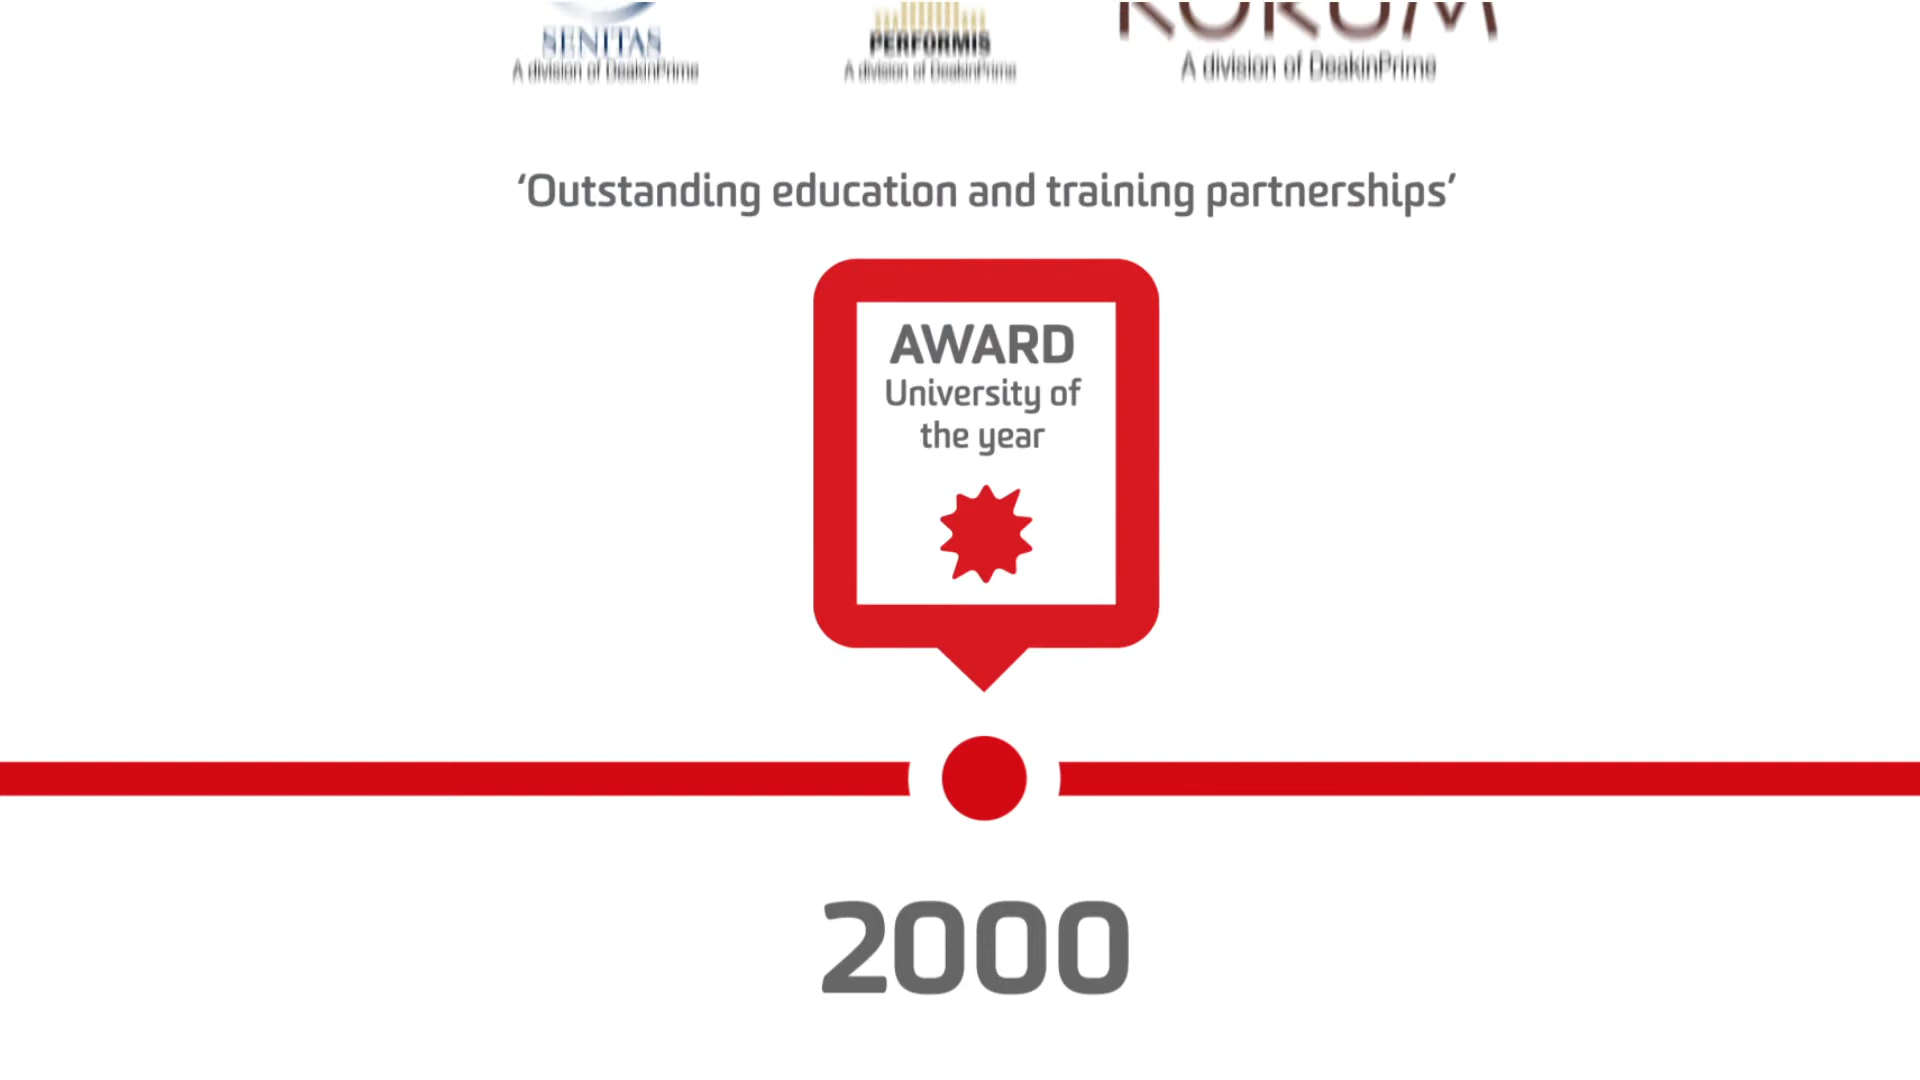 SENITAS
A division of DeakinPrime
PERFORMIS
A division of DeakinPrime
KORUM
A division of DeakinPrime
‘Outstanding education and training partnerships’
AWARD
University of
the year
2000